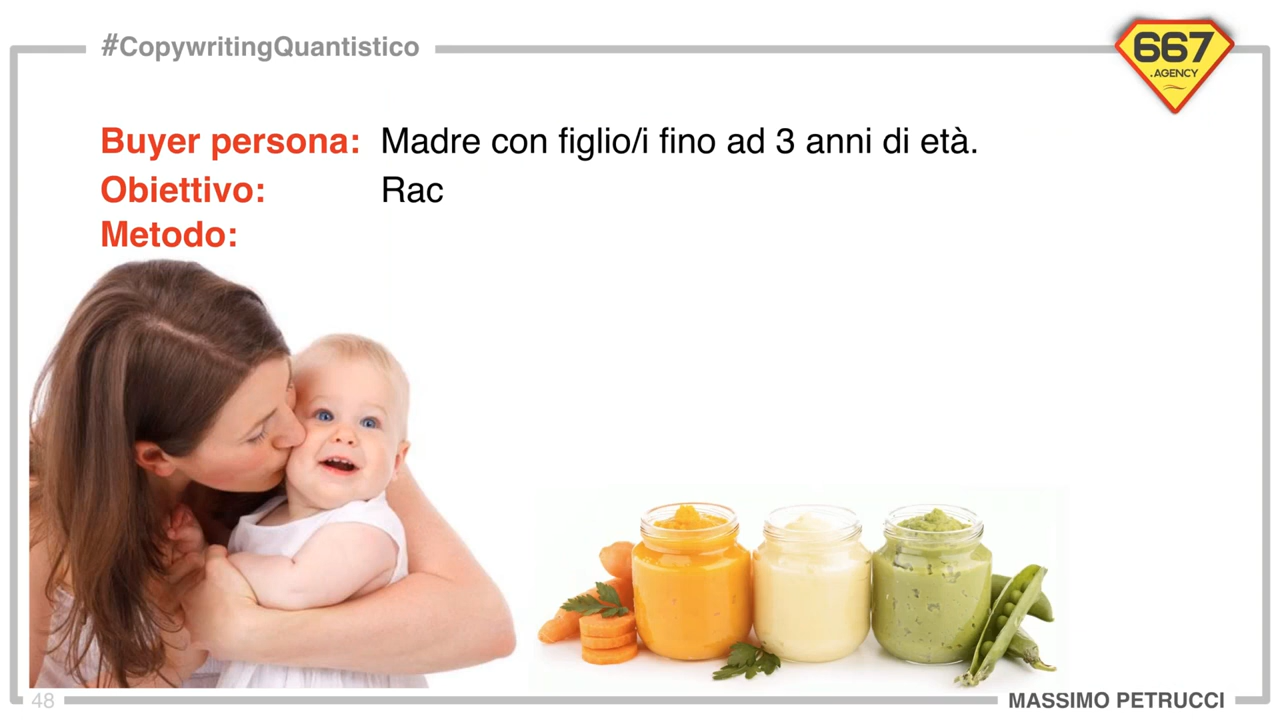 #CopywritingQuantistico
667
.AGENCY
Buyer persona: Madre con figlio/i fino ad 3 anni di età.
Obiettivo: Rac
Metodo:
48
MASSIMO PETRUCCI